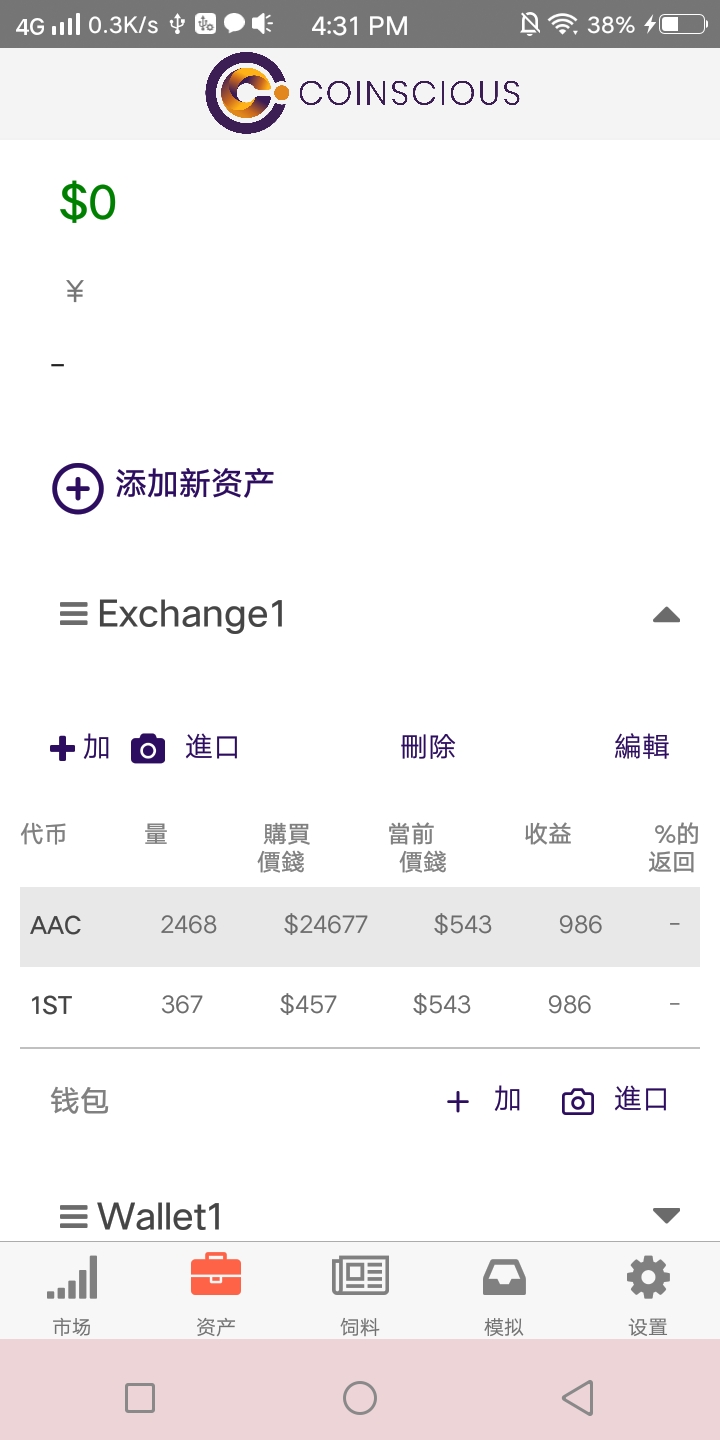 4G 0.3K/s 4:31 PM 38%
COINSCIOUS
$0
¥
–
添加新资产
Exchange1
加 進口 刪除 編輯
代币 量 購買 當前 收益 %的
價錢 價錢 返回
AAC 2468 $24677 $543 986 –
1ST 367 $457 $543 986 –
钱包 + 加 進口
Wallet1
市场 资产 饲料 模拟 设置